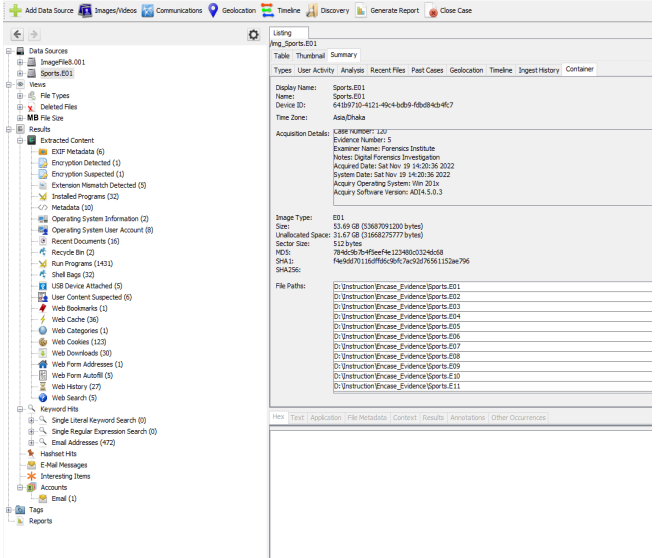 Add Data Source Images/Videos Communications Geolocation Timeline Discovery Generate Report Close Case
Data Sources
ImageFile8.001
Sports.E01
Views
File Types
Deleted Files
MB File Size
Results
Extracted Content
EXIF Metadata (6)
Encryption Detected (1)
Encryption Suspected (1)
Extension Mismatch Detected (5)
Installed Programs (32)
Metadata (10)
Operating System Information (2)
Operating System User Account (8)
Recent Documents (16)
Recycle Bin (2)
Run Programs (1431)
Shell Bags (32)
USB Device Attached (5)
User Content Suspected (6)
Web Bookmarks (1)
Web Cache (36)
Web Categories (1)
Web Cookies (123)
Web Downloads (30)
Web Form Addresses (1)
Web Form Autofill (5)
Web History (27)
Web Search (5)
Keyword Hits
Single Literal Keyword Search (0)
Single Regular Expression Search (0)
Email Addresses (472)
Hashset Hits
E-Mail Messages
Interesting Items
Accounts
Email (1)
Tags
Reports
Listing
/img_Sports.E01
Table Thumbnail Summary
Types User Activity Analysis Recent Files Past Cases Geolocation Timeline Ingest History Container
Display Name: Sports.E01
Name: Sports.E01
Device ID: 641b9710-4121-49c4-bdb9-fdbd84cb4fc7
Time Zone: Asia/Dhaka
Acquisition Details: Case Number: 120
Evidence Number: 5
Examiner Name: Forensics Institute
Notes: Digital Forensics Investigation
Acquired Date: Sat Nov 19 14:20:36 2022
System Date: Sat Nov 19 14:20:36 2022
Acquiry Operating System: Win 201x
Acquiry Software Version: ADI4.5.0.3
Image Type: E01
Size: 53.69 GB (53687091200 bytes)
Unallocated Space: 31.67 GB (31668275777 bytes)
Sector Size: 512 bytes
MD5: 784dc9b7b4f5eef4e123480c0324dc68
SHA1: f4e9dd70116dffd6c9bfc7ac92d76561152ae796
SHA256:
File Paths: D:\Instruction\Encase_Evidence\Sports.E01
D:\Instruction\Encase_Evidence\Sports.E02
D:\Instruction\Encase_Evidence\Sports.E03
D:\Instruction\Encase_Evidence\Sports.E04
D:\Instruction\Encase_Evidence\Sports.E05
D:\Instruction\Encase_Evidence\Sports.E06
D:\Instruction\Encase_Evidence\Sports.E07
D:\Instruction\Encase_Evidence\Sports.E08
D:\Instruction\Encase_Evidence\Sports.E09
D:\Instruction\Encase_Evidence\Sports.E10
D:\Instruction\Encase_Evidence\Sports.E11
Hex Text Application File Metadata Context Results Annotations Other Occurrences